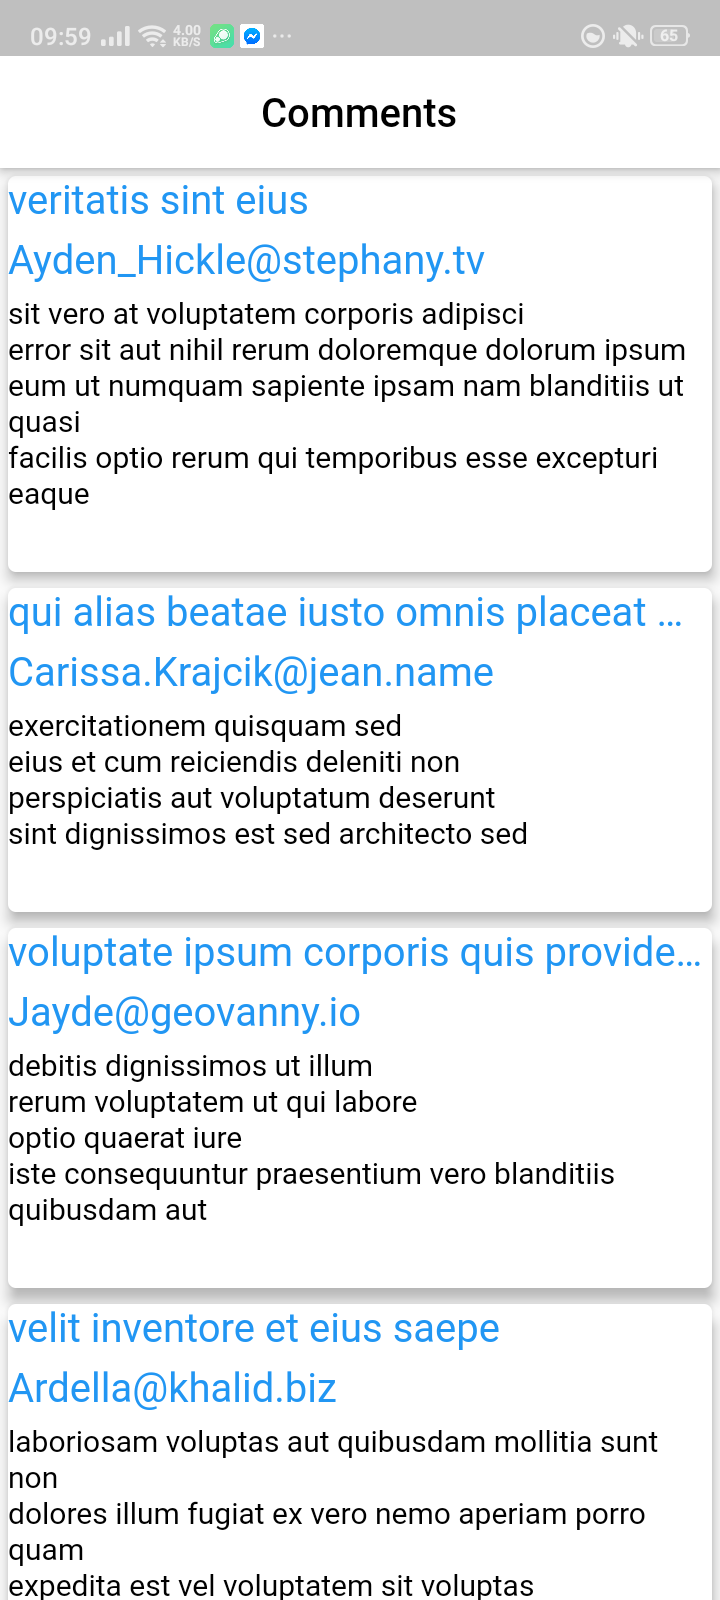 09:59 4.00 KB/S ... 65
Comments
veritatis sint eius
Ayden_Hickle@stephany.tv
sit vero at voluptatem corporis adipisci
error sit aut nihil rerum doloremque dolorum ipsum
eum ut numquam sapiente ipsam nam blanditiis ut
quasi
facilis optio rerum qui temporibus esse excepturi
eaque
qui alias beatae iusto omnis placeat ...
Carissa.Krajcik@jean.name
exercitationem quisquam sed
eius et cum reiciendis deleniti non
perspiciatis aut voluptatum deserunt
sint dignissimos est sed architecto sed
voluptate ipsum corporis quis provide...
Jayde@geovanny.io
debitis dignissimos ut illum
rerum voluptatem ut qui labore
optio quaerat iure
iste consequuntur praesentium vero blanditiis
quibusdam aut
velit inventore et eius saepe
Ardella@khalid.biz
laboriosam voluptas aut quibusdam mollitia sunt
non
dolores illum fugiat ex vero nemo aperiam porro
quam
expedita est vel voluptatem sit voluptas